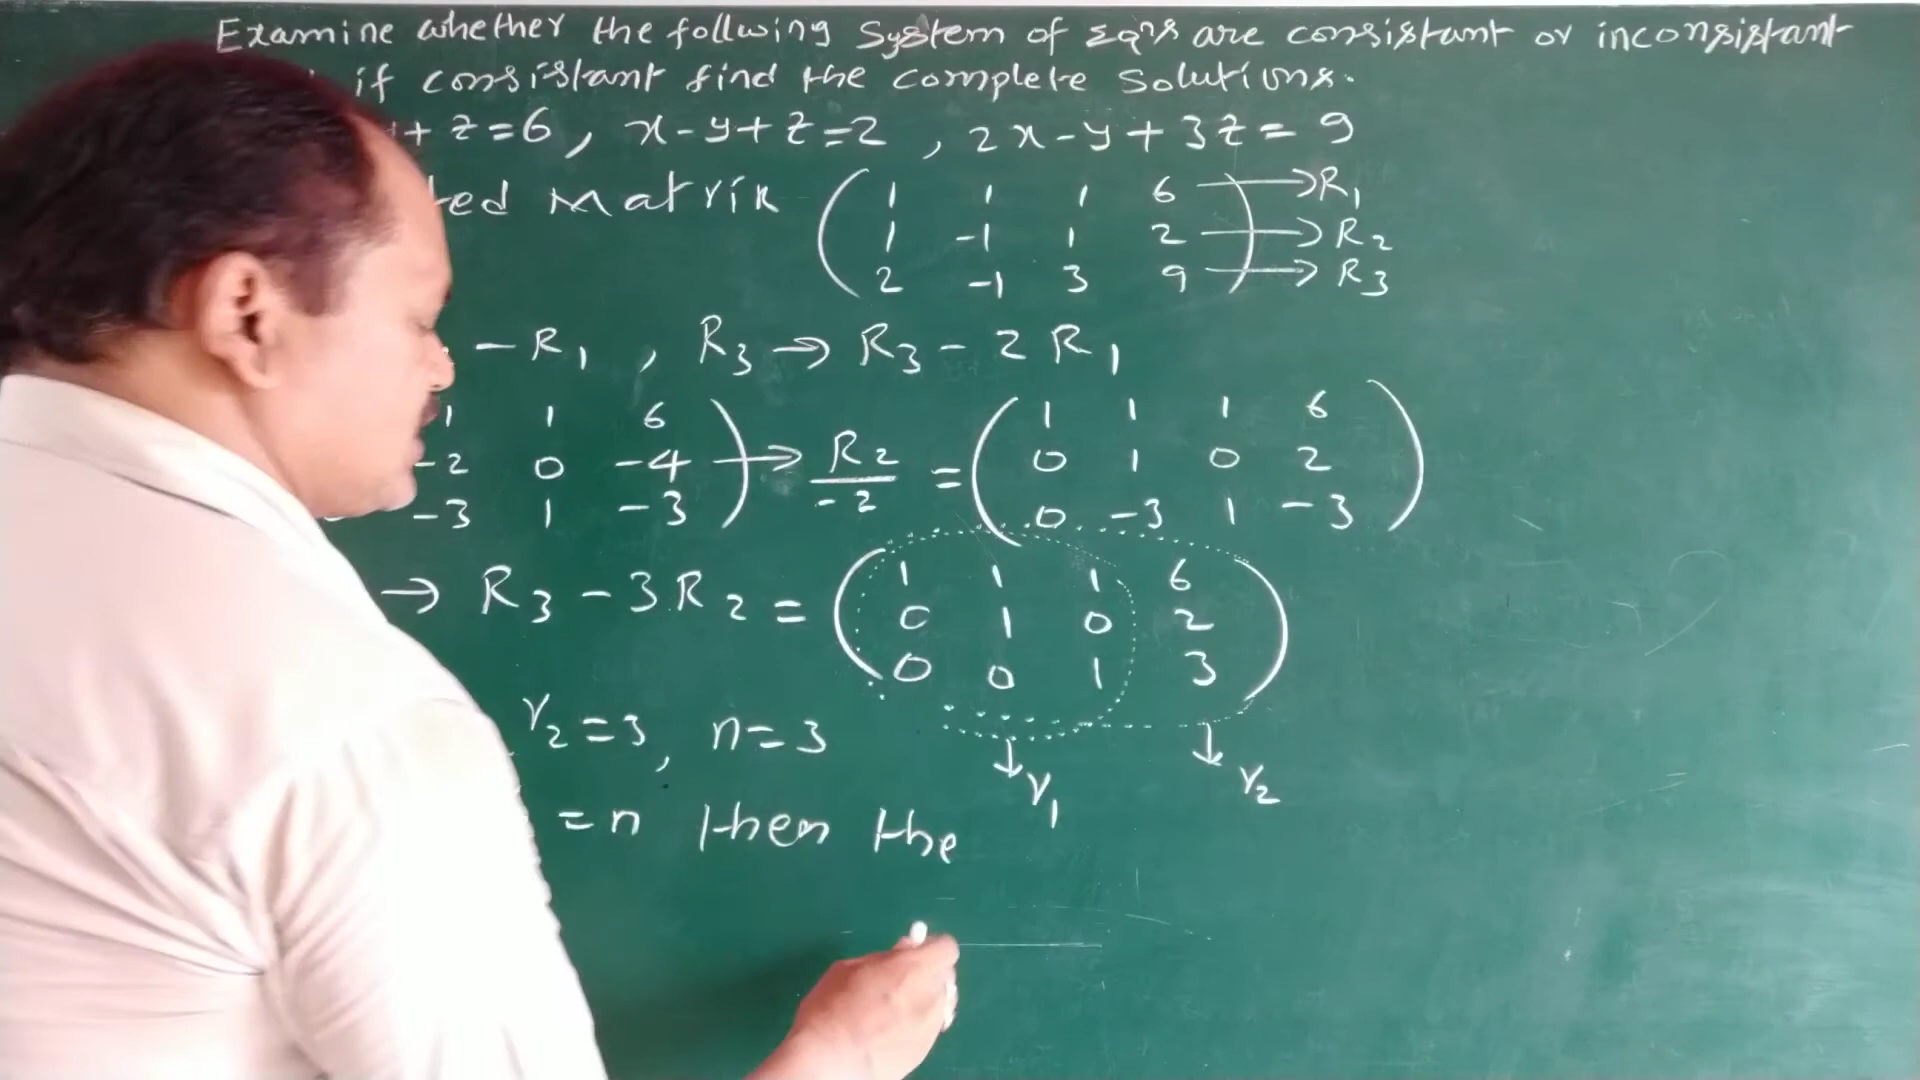 Examine whether the following System of Eqns are consistant or inconsistant
if consistant find the complete solutions.
+ z = 6 , x - y + z = 2 , 2x - y + 3z = 9
ted Matrix ( 1 1 1 6 → R1
1 -1 1 2 → R2
2 -1 3 9 ) → R3
- R1 , R3 → R3 - 2R1
1 1 6 ) ( 1 1 1 6 )
-2 0 -4 → R2/-2 = 0 1 0 2
-3 1 -3 0 -3 1 -3
→ R3 - 3R2 = ( 1 1 1 6 )
0 1 0 2
0 0 1 3
r2 = 3, n = 3
↓ r1 ↓ r2
= n then the